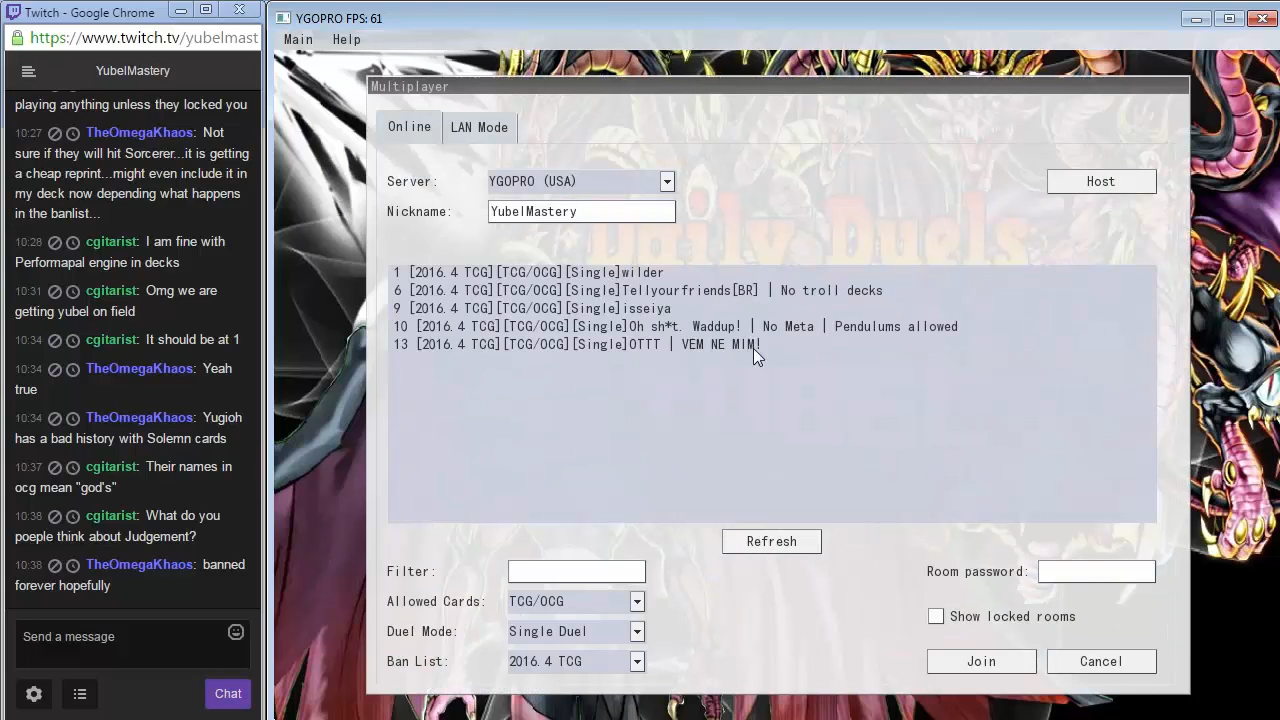 Twitch - Google Chrome
https://www.twitch.tv/yubelmast
YubelMastery
playing anything unless they locked you
10:27 TheOmegaKhaos: Not
sure if they will hit Sorcerer...it is getting
a cheap reprint...might even include it in
my deck now depending what happens
in the banlist...
10:28 cgitarist: I am fine with
Performapal engine in decks
10:31 cgitarist: Omg we are
getting yubel on field
10:34 cgitarist: It should be at 1
10:34 TheOmegaKhaos: Yeah
true
10:34 TheOmegaKhaos: Yugioh
has a bad history with Solemn cards
10:37 cgitarist: Their names in
ocg mean "god's"
10:38 cgitarist: What do you
poeple think about Judgement?
10:38 TheOmegaKhaos: banned
forever hopefully
Send a message
Chat
YGOPRO FPS: 61
Main Help
Multiplayer
Online LAN Mode
Server: YGOPRO (USA) Host
Nickname: YubelMastery
Daily Duels
1 [2016.4 TCG][TCG/OCG][Single]wilder
6 [2016.4 TCG][TCG/OCG][Single]Tellyourfriends[BR] | No troll decks
9 [2016.4 TCG][TCG/OCG][Single]isseiya
10 [2016.4 TCG][TCG/OCG][Single]Oh sh*t. Waddup! | No Meta | Pendulums allowed
13 [2016.4 TCG][TCG/OCG][Single]OTTT | VEM NE MIM!
Refresh
Filter: Room password:
Allowed Cards: TCG/OCG
Show locked rooms
Duel Mode: Single Duel
Ban List: 2016.4 TCG Join Cancel